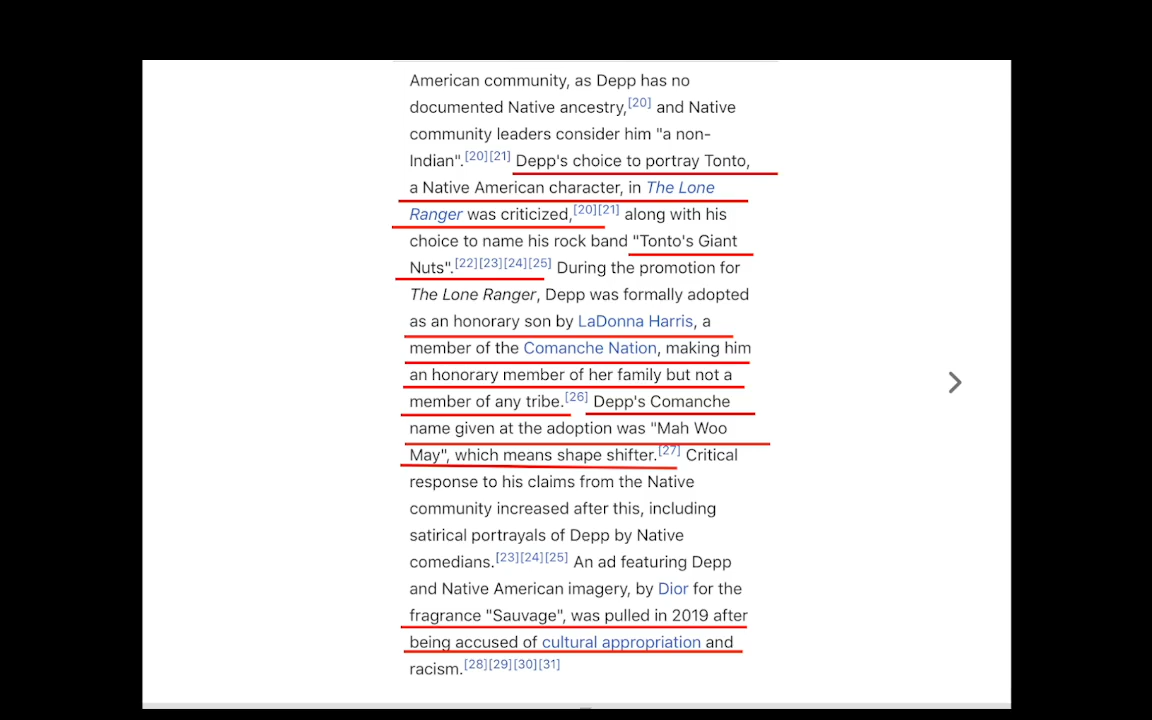 American community, as Depp has no
documented Native ancestry,[20] and Native
community leaders consider him "a non-
Indian".[20][21] Depp's choice to portray Tonto,
a Native American character, in The Lone
Ranger was criticized,[20][21] along with his
choice to name his rock band "Tonto's Giant
Nuts".[22][23][24][25] During the promotion for
The Lone Ranger, Depp was formally adopted
as an honorary son by LaDonna Harris, a
member of the Comanche Nation, making him
an honorary member of her family but not a
member of any tribe.[26] Depp's Comanche
name given at the adoption was "Mah Woo
May", which means shape shifter.[27] Critical
response to his claims from the Native
community increased after this, including
satirical portrayals of Depp by Native
comedians.[23][24][25] An ad featuring Depp
and Native American imagery, by Dior for the
fragrance "Sauvage", was pulled in 2019 after
being accused of cultural appropriation and
racism.[28][29][30][31]